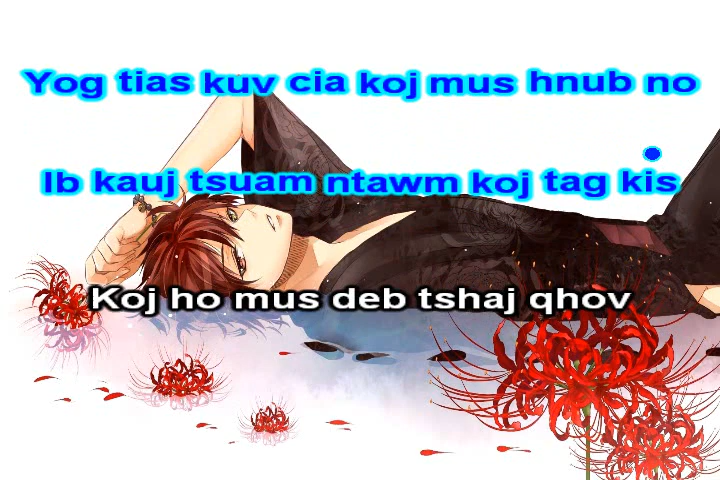 Yog tias kuv cia koj mus hnub no
Ib kauj tsuam ntawm koj tag kis
Koj ho mus deb tshaj qhov